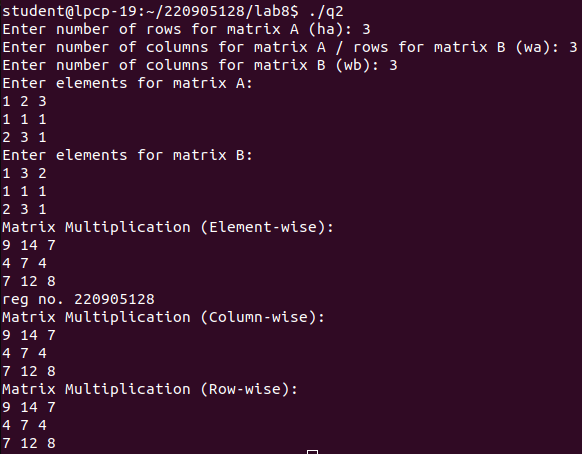 student@lpcp-19:~/220905128/lab8$ ./q2
Enter number of rows for matrix A (ha): 3
Enter number of columns for matrix A / rows for matrix B (wa): 3
Enter number of columns for matrix B (wb): 3
Enter elements for matrix A:
1 2 3
1 1 1
2 3 1
Enter elements for matrix B:
1 3 2
1 1 1
2 3 1
Matrix Multiplication (Element-wise):
9 14 7
4 7 4
7 12 8
reg no. 220905128
Matrix Multiplication (Column-wise):
9 14 7
4 7 4
7 12 8
Matrix Multiplication (Row-wise):
9 14 7
4 7 4
7 12 8